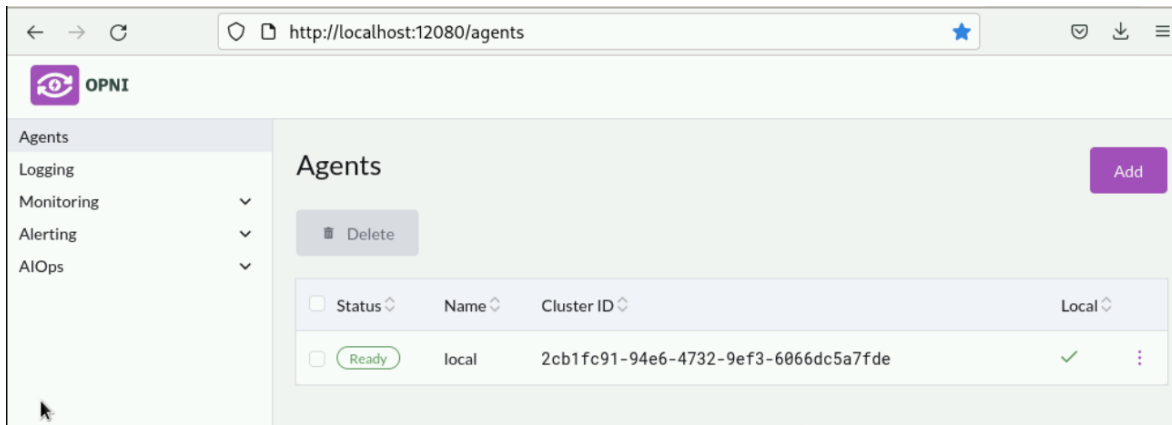 http://localhost:12080/agents
OPNI
Agents
Logging
Monitoring
Alerting
AIOps
Agents
Add
Delete
Status Name Cluster ID Local
Ready local 2cb1fc91-94e6-4732-9ef3-6066dc5a7fde